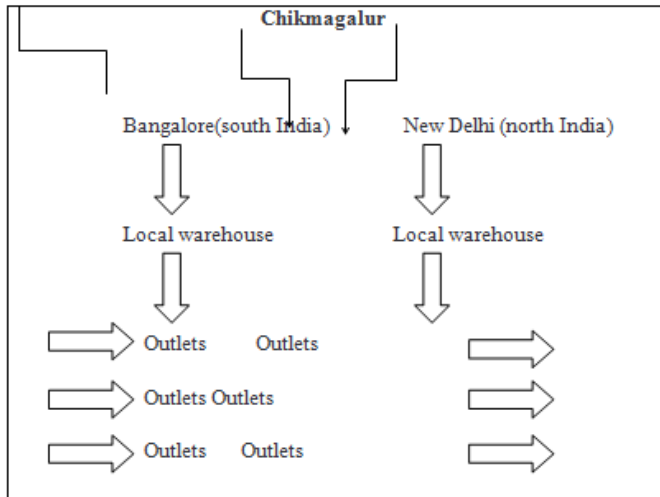 Chikmagalur
Bangalore(south India) New Delhi (north India)
Local warehouse Local warehouse
Outlets Outlets
Outlets Outlets
Outlets Outlets